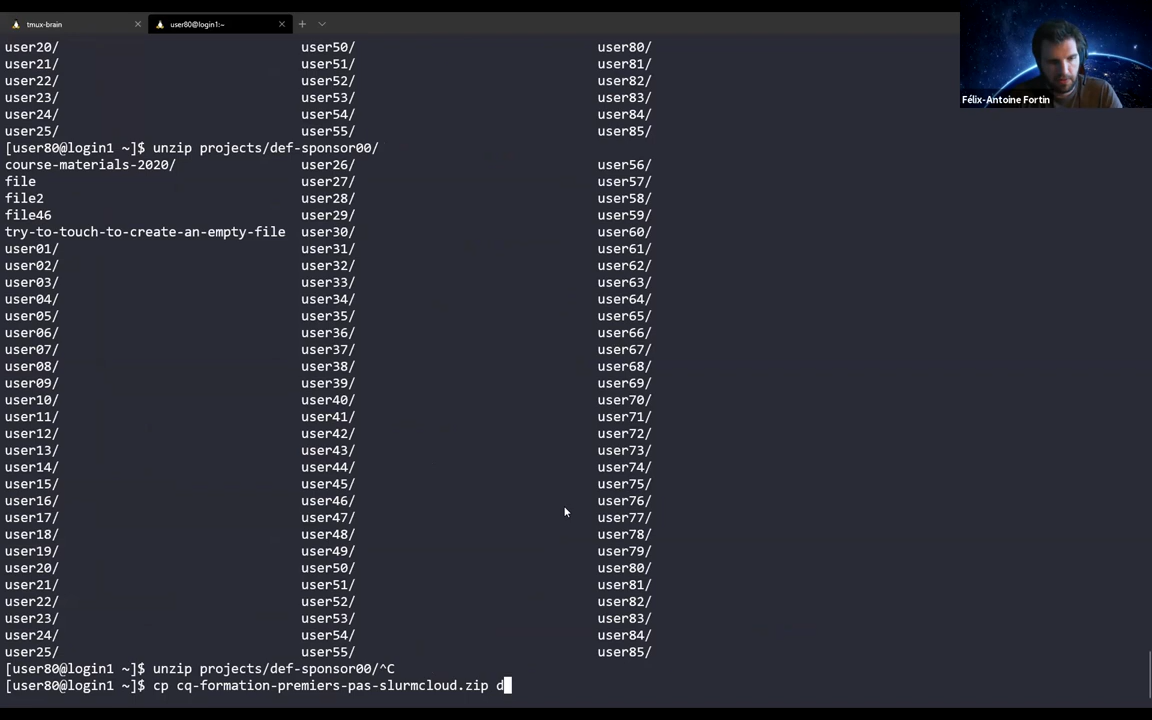 tmux-brain
user80@login1:~
Félix-Antoine Fortin
user20/ user50/ user80/
user21/ user51/ user81/
user22/ user52/ user82/
user23/ user53/ user83/
user24/ user54/ user84/
user25/ user55/ user85/
[user80@login1 ~]$ unzip projects/def-sponsor00/
course-materials-2020/ user26/ user56/
file user27/ user57/
file2 user28/ user58/
file46 user29/ user59/
try-to-touch-to-create-an-empty-file user30/ user60/
user01/ user31/ user61/
user02/ user32/ user62/
user03/ user33/ user63/
user04/ user34/ user64/
user05/ user35/ user65/
user06/ user36/ user66/
user07/ user37/ user67/
user08/ user38/ user68/
user09/ user39/ user69/
user10/ user40/ user70/
user11/ user41/ user71/
user12/ user42/ user72/
user13/ user43/ user73/
user14/ user44/ user74/
user15/ user45/ user75/
user16/ user46/ user76/
user17/ user47/ user77/
user18/ user48/ user78/
user19/ user49/ user79/
user20/ user50/ user80/
user21/ user51/ user81/
user22/ user52/ user82/
user23/ user53/ user83/
user24/ user54/ user84/
user25/ user55/ user85/
[user80@login1 ~]$ unzip projects/def-sponsor00/^C
[user80@login1 ~]$ cp cq-formation-premiers-pas-slurmcloud.zip d